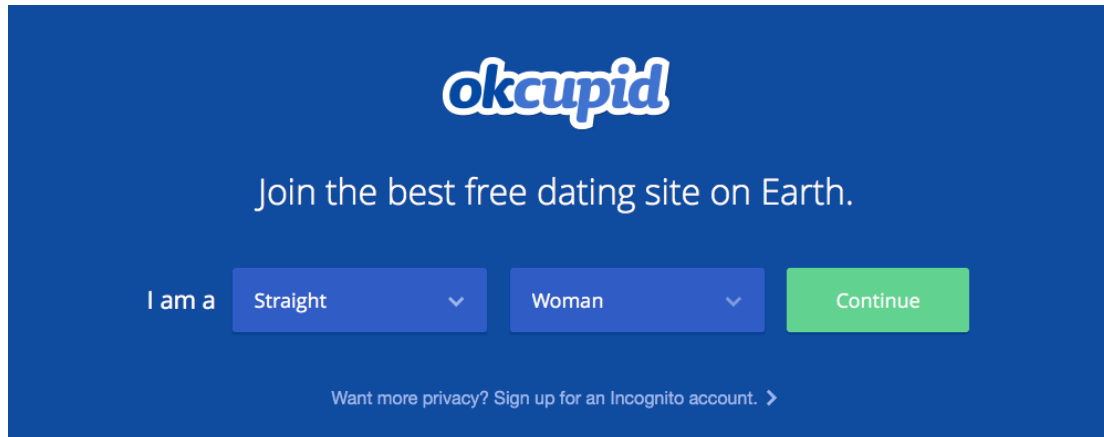 okcupid
Join the best free dating site on Earth.
I am a Straight Woman Continue
Want more privacy? Sign up for an Incognito account.